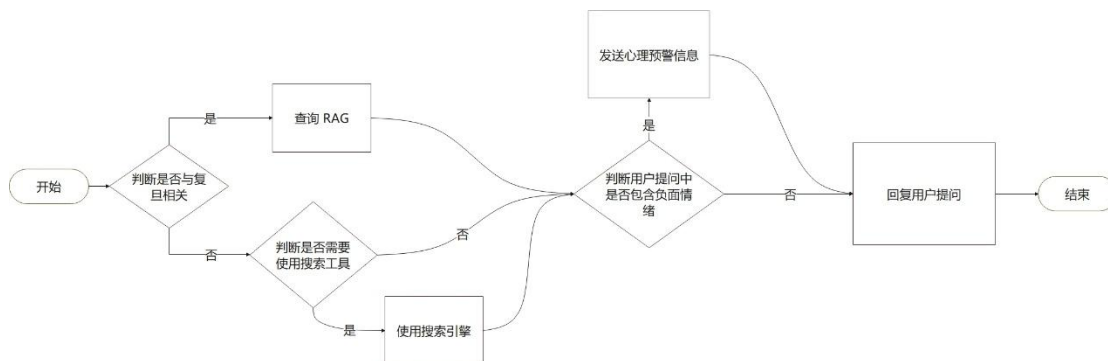 开始
判断是否与复
旦相关
是
查询 RAG
否
判断是否需要
使用搜索工具
否
是
使用搜索引擎
判断用户提问中
是否包含负面情
绪
是
发送心理预警信息
否
回复用户提问
结束